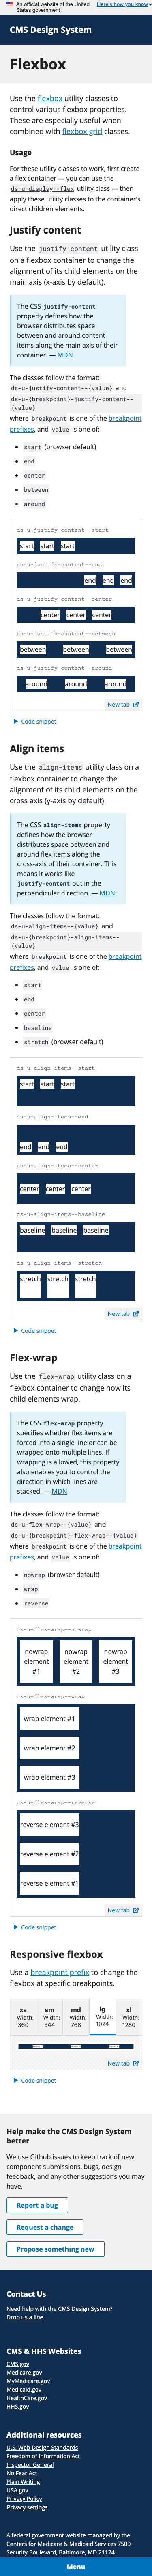 An official website of the United
States government
Here's how you know
CMS Design System
Flexbox
Use the flexbox utility classes to
control various flexbox properties.
These are especially useful when
combined with flexbox grid classes.
Usage
For these utility classes to work, create
a flex container — you can use the
ds-u-display--flex utility class — then
apply these utility classes to the container's
direct children elements.
Justify content
Use the justify-content utility class
on a flexbox container to change how
alignment of its child elements on the
main axis (x-axis by default).
The CSS justify-content
property defines how the
browser distributes space
between and around content
items along the main axis of their
container. — MDN
The classes follow the format:
ds-u-justify-content--{value} and
ds-u-{breakpoint}-justify-content--
{value}
where breakpoint is one of the breakpoint
prefixes, and value is one of:
start (browser default)
end
center
between
around
ds-u-justify-content--start
start start start
ds-u-justify-content--end
end end end
ds-u-justify-content--center
center center center
ds-u-justify-content--between
between between between
ds-u-justify-content--around
around around around
New tab
Code snippet
Align items
Use the align-items utility class on a
flexbox container to change how
alignment of its child elements on the
cross axis (y-axis by default).
The CSS align-items property
defines how the browser
distributes space between and
around flex items along the
cross-axis of their container. This
means it works like
justify-content but in the
perpendicular direction. — MDN
The classes follow the format:
ds-u-align-items--{value} and
ds-u-{breakpoint}-align-items--
{value}
where breakpoint is one of the breakpoint
prefixes, and value is one of:
start
end
center
baseline
stretch (browser default)
ds-u-align-items--start
start start start
ds-u-align-items--end
end end end
ds-u-align-items--center
center center center
ds-u-align-items--baseline
baseline baseline baseline
ds-u-align-items--stretch
stretch stretch stretch
New tab
Code snippet
Flex-wrap
Use the flex-wrap utility class on a
flexbox container to change how its
child elements wrap.
The CSS flex-wrap property
specifies whether flex items are
forced into a single line or can be
wrapped onto multiple lines. If
wrapping is allowed, this property
also enables you to control the
direction in which lines are
stacked. — MDN
The classes follow the format:
ds-u-flex-wrap--{value} and
ds-u-{breakpoint}-flex-wrap--{value}
where breakpoint is one of the breakpoint
prefixes, and value is one of:
nowrap (browser default)
wrap
reverse
ds-u-flex-wrap--nowrap
nowrap element #1 nowrap element #2 nowrap element #3
ds-u-flex-wrap--wrap
wrap element #1
wrap element #2
wrap element #3
ds-u-flex-wrap--reverse
reverse element #3
reverse element #2
reverse element #1
New tab
Code snippet
Responsive flexbox
Use a breakpoint prefix to change the
flexbox at specific breakpoints.
xs sm md lg xl
Width: Width: Width: Width: Width:
360 544 768 1024 1280
New tab
Code snippet
Help make the CMS Design System
better
We use Github issues to keep track of new
component submissions, bugs, design
feedback, and any other suggestions you may
have.
Report a bug
Request a change
Propose something new
Contact Us
Need help with the CMS Design System?
Drop us a line
CMS & HHS Websites
CMS.gov
Medicare.gov
MyMedicare.gov
Medicaid.gov
HealthCare.gov
HHS.gov
Additional resources
U.S. Web Design Standards
Freedom of Information Act
Inspector General
No Fear Act
Plain Writing
USA.gov
Privacy Policy
Privacy settings
A federal government website managed by the
Centers for Medicare & Medicaid Services 7500
Security Boulevard, Baltimore, MD 21124
Menu